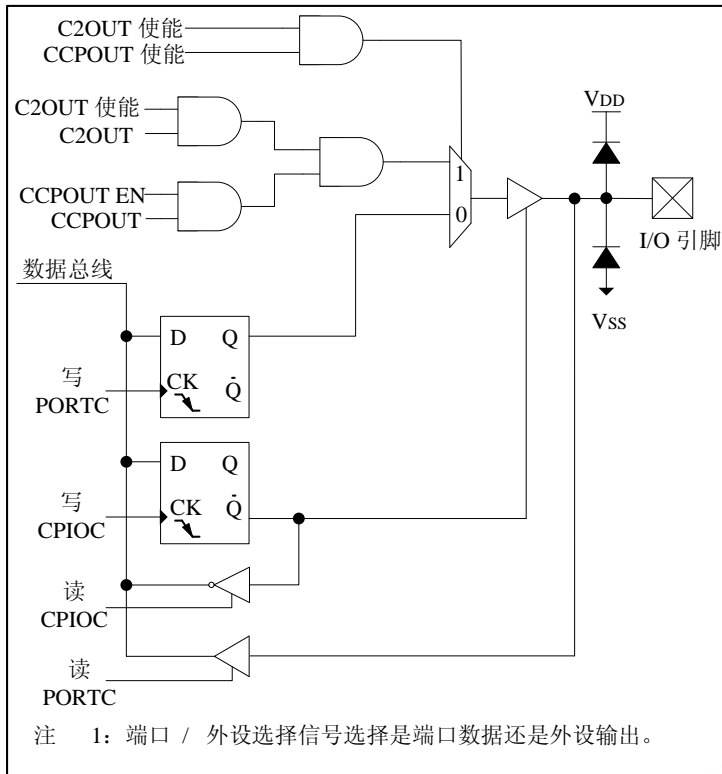 C2OUT 使能
CCPOUT 使能
C2OUT 使能
C2OUT
CCPOUT EN
CCPOUT
1
0
VDD
I/O 引脚
VSS
数据总线
D Q
CK Q
写
PORTC
D Q
CK Q
写
CPIOC
读
CPIOC
读
PORTC
注 1：端口 / 外设选择信号选择是端口数据还是外设输出。